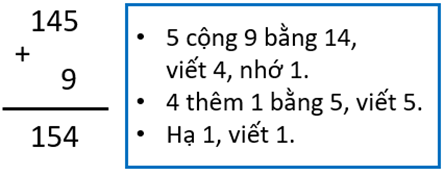 145
+
9
154
• 5 cộng 9 bằng 14,
viết 4, nhớ 1.
• 4 thêm 1 bằng 5, viết 5.
• Hạ 1, viết 1.